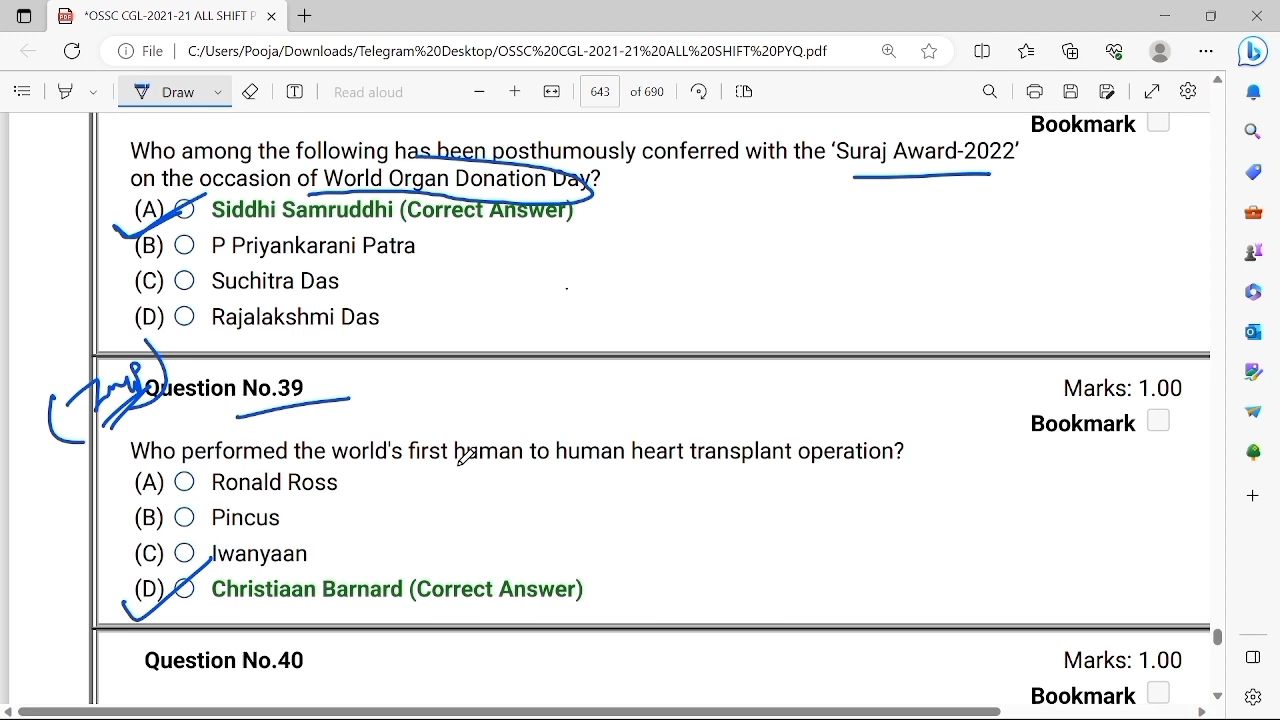 *OSSC CGL-2021-21 ALL SHIFT P
File C:/Users/Pooja/Downloads/Telegram%20Desktop/OSSC%20CGL-2021-21%20ALL%20SHIFT%20PYQ.pdf
Draw Read aloud 643 of 690
Bookmark
Who among the following has been posthumously conferred with the ‘Suraj Award-2022’
on the occasion of World Organ Donation Day?
(A) Siddhi Samruddhi (Correct Answer)
(B) P Priyankarani Patra
(C) Suchitra Das
(D) Rajalakshmi Das
Question No.39 Marks: 1.00
Bookmark
Who performed the world's first human to human heart transplant operation?
(A) Ronald Ross
(B) Pincus
(C) Iwanyaan
(D) Christiaan Barnard (Correct Answer)
Question No.40 Marks: 1.00
Bookmark